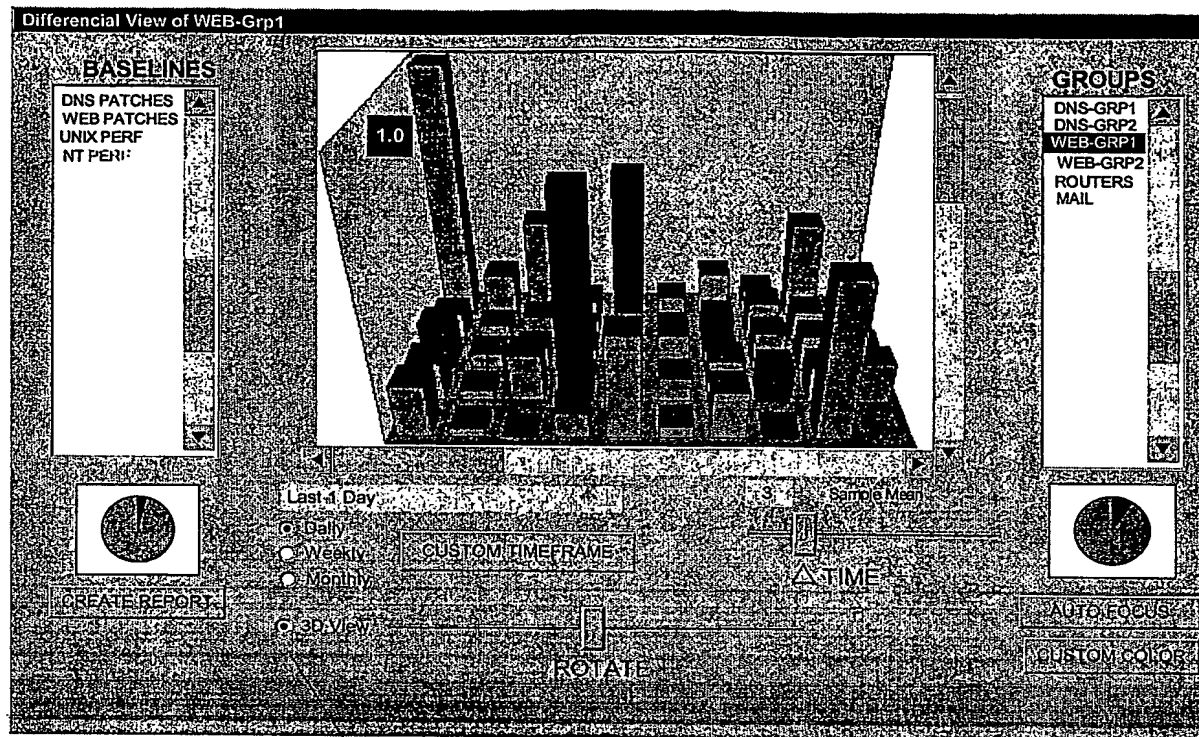 Differencial View of WEB-Grp1
BASELINES
DNS PATCHES
WEB PATCHES
UNIX PERF
NT PERF
1.0
GROUPS
DNS-GRP1
DNS-GRP2
WEB-GRP1
WEB-GRP2
ROUTERS
MAIL
Last 1 Day
3
Sample Mean
Daily
Weekly
Monthly
CUSTOM TIMEFRAME
△ TIME
CREATE REPORT
3D View
ROTATE
AUTO FOCUS
CUSTOM COLOR